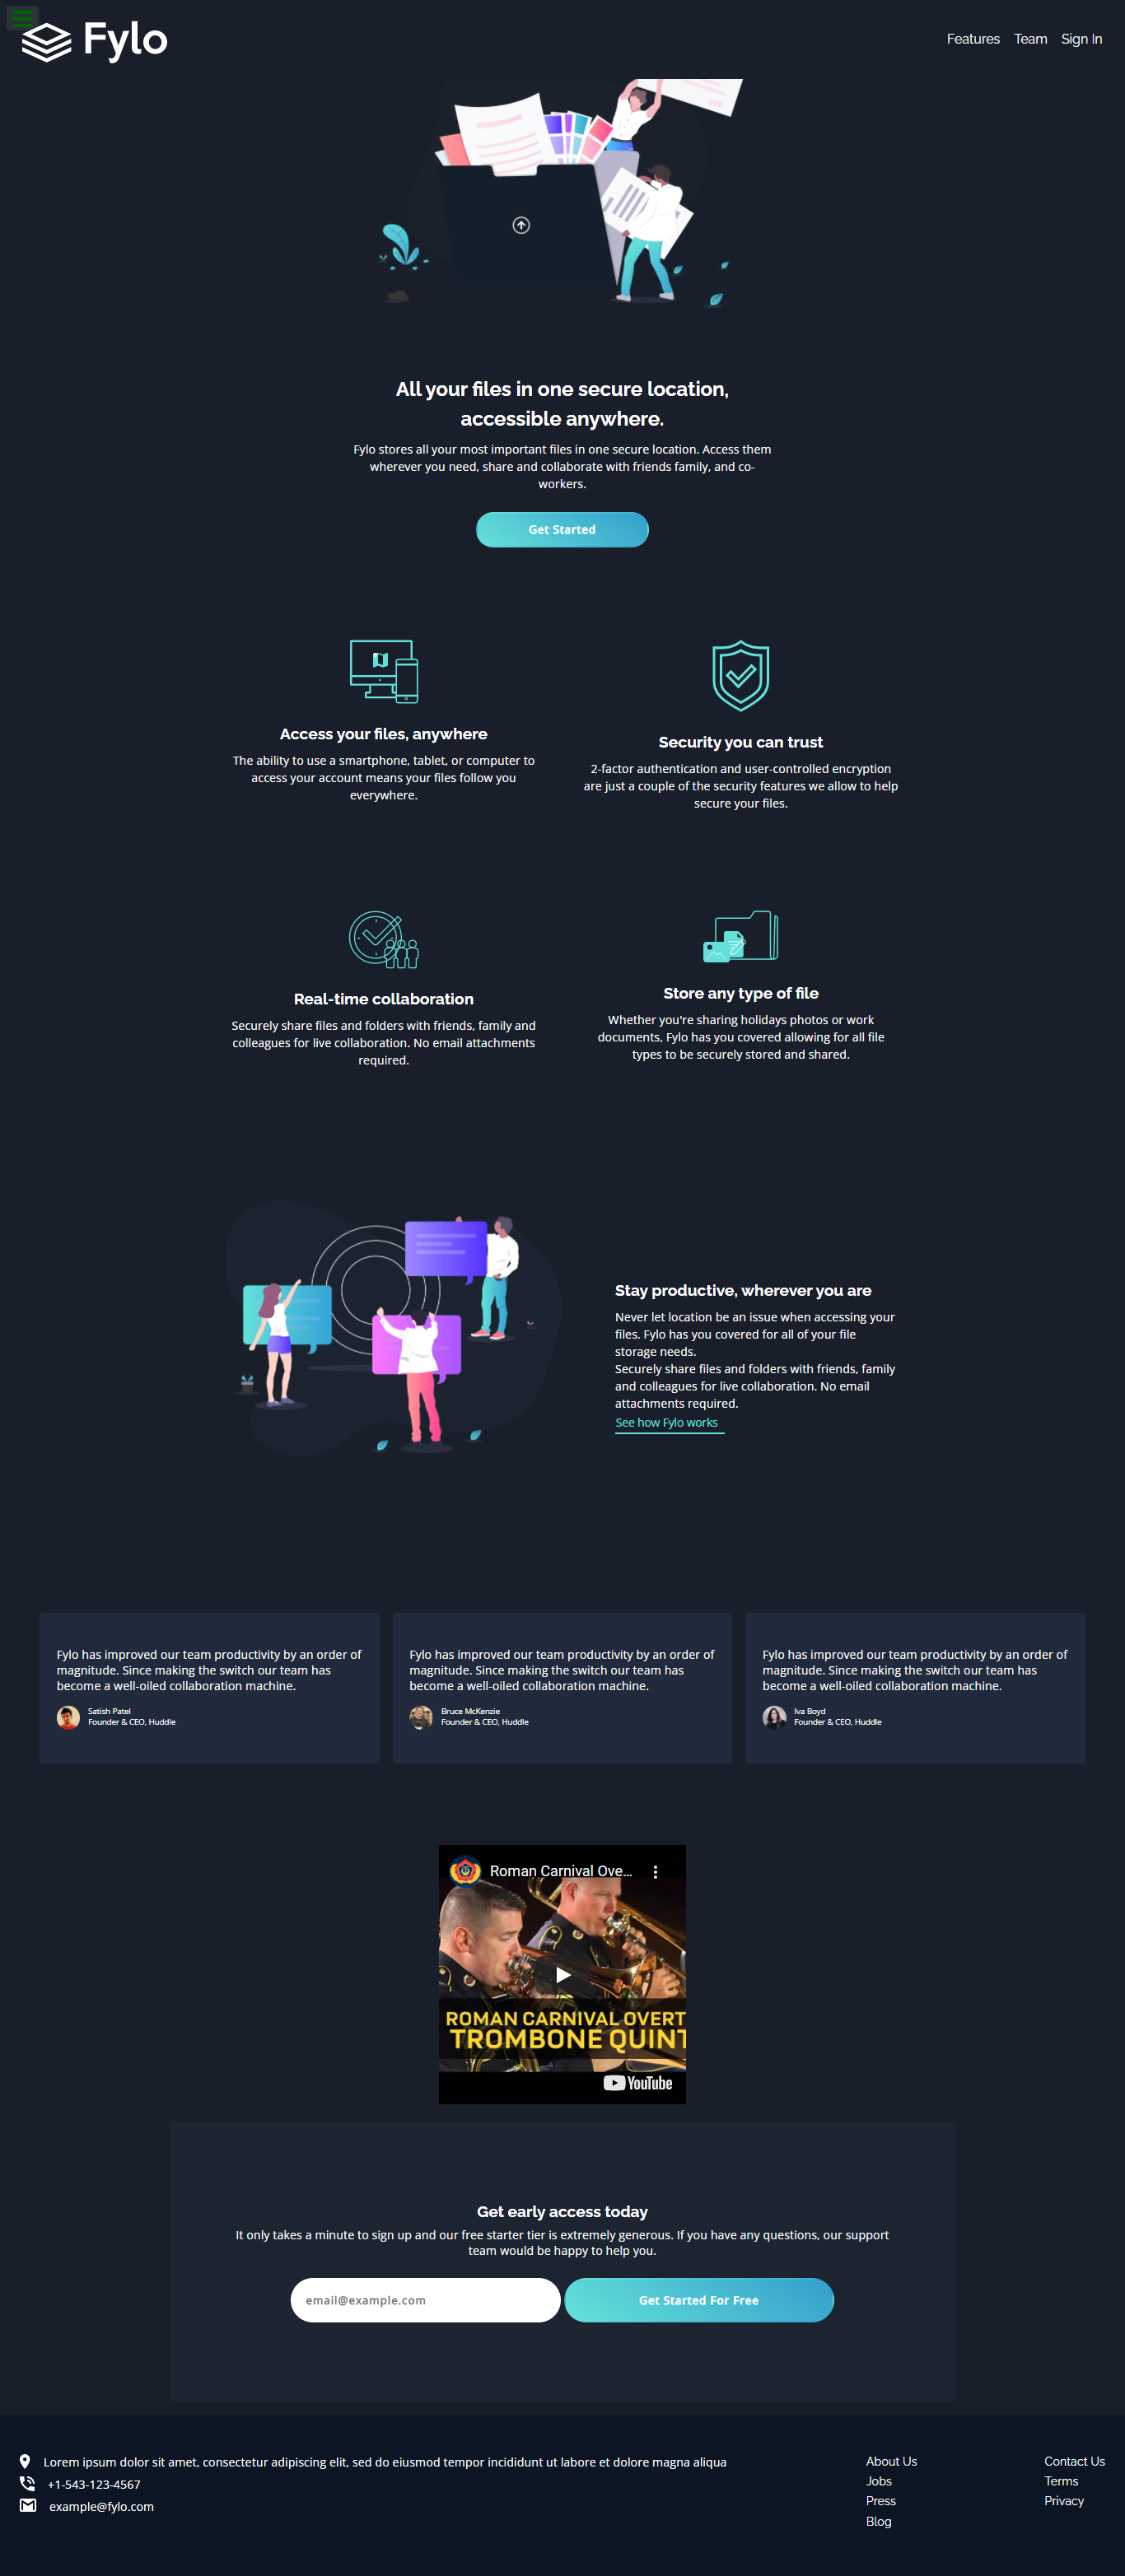 Fylo
Features Team Sign In
All your files in one secure location,
accessible anywhere.
Fylo stores all your most important files in one secure location. Access them
wherever you need, share and collaborate with friends family, and co-
workers.
Get Started
Access your files, anywhere
The ability to use a smartphone, tablet, or computer to
access your account means your files follow you
everywhere.
Security you can trust
2-factor authentication and user-controlled encryption
are just a couple of the security features we allow to help
secure your files.
Real-time collaboration
Securely share files and folders with friends, family and
colleagues for live collaboration. No email attachments
required.
Store any type of file
Whether you're sharing holidays photos or work
documents, Fylo has you covered allowing for all file
types to be securely stored and shared.
Stay productive, wherever you are
Never let location be an issue when accessing your
files. Fylo has you covered for all of your file
storage needs.
Securely share files and folders with friends, family
and colleagues for live collaboration. No email
attachments required.
See how Fylo works
Fylo has improved our team productivity by an order of
magnitude. Since making the switch our team has
become a well-oiled collaboration machine.
Satish Patel
Founder & CEO, Huddle
Fylo has improved our team productivity by an order of
magnitude. Since making the switch our team has
become a well-oiled collaboration machine.
Bruce McKenzie
Founder & CEO, Huddle
Fylo has improved our team productivity by an order of
magnitude. Since making the switch our team has
become a well-oiled collaboration machine.
Iva Boyd
Founder & CEO, Huddle
Roman Carnival Ove...
ROMAN CARNIVAL OVERT
TROMBONE QUINT
YouTube
Get early access today
It only takes a minute to sign up and our free starter tier is extremely generous. If you have any questions, our support
team would be happy to help you.
email@example.com
Get Started For Free
Lorem ipsum dolor sit amet, consectetur adipiscing elit, sed do eiusmod tempor incididunt ut labore et dolore magna aliqua
+1-543-123-4567
example@fylo.com
About Us
Jobs
Press
Blog
Contact Us
Terms
Privacy